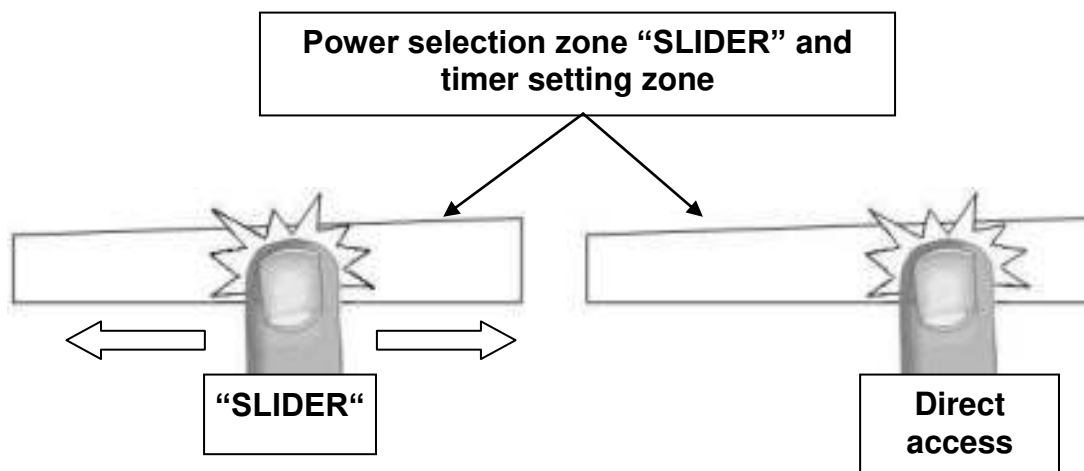 Power selection zone “SLIDER” and
timer setting zone
“SLIDER“
Direct
access